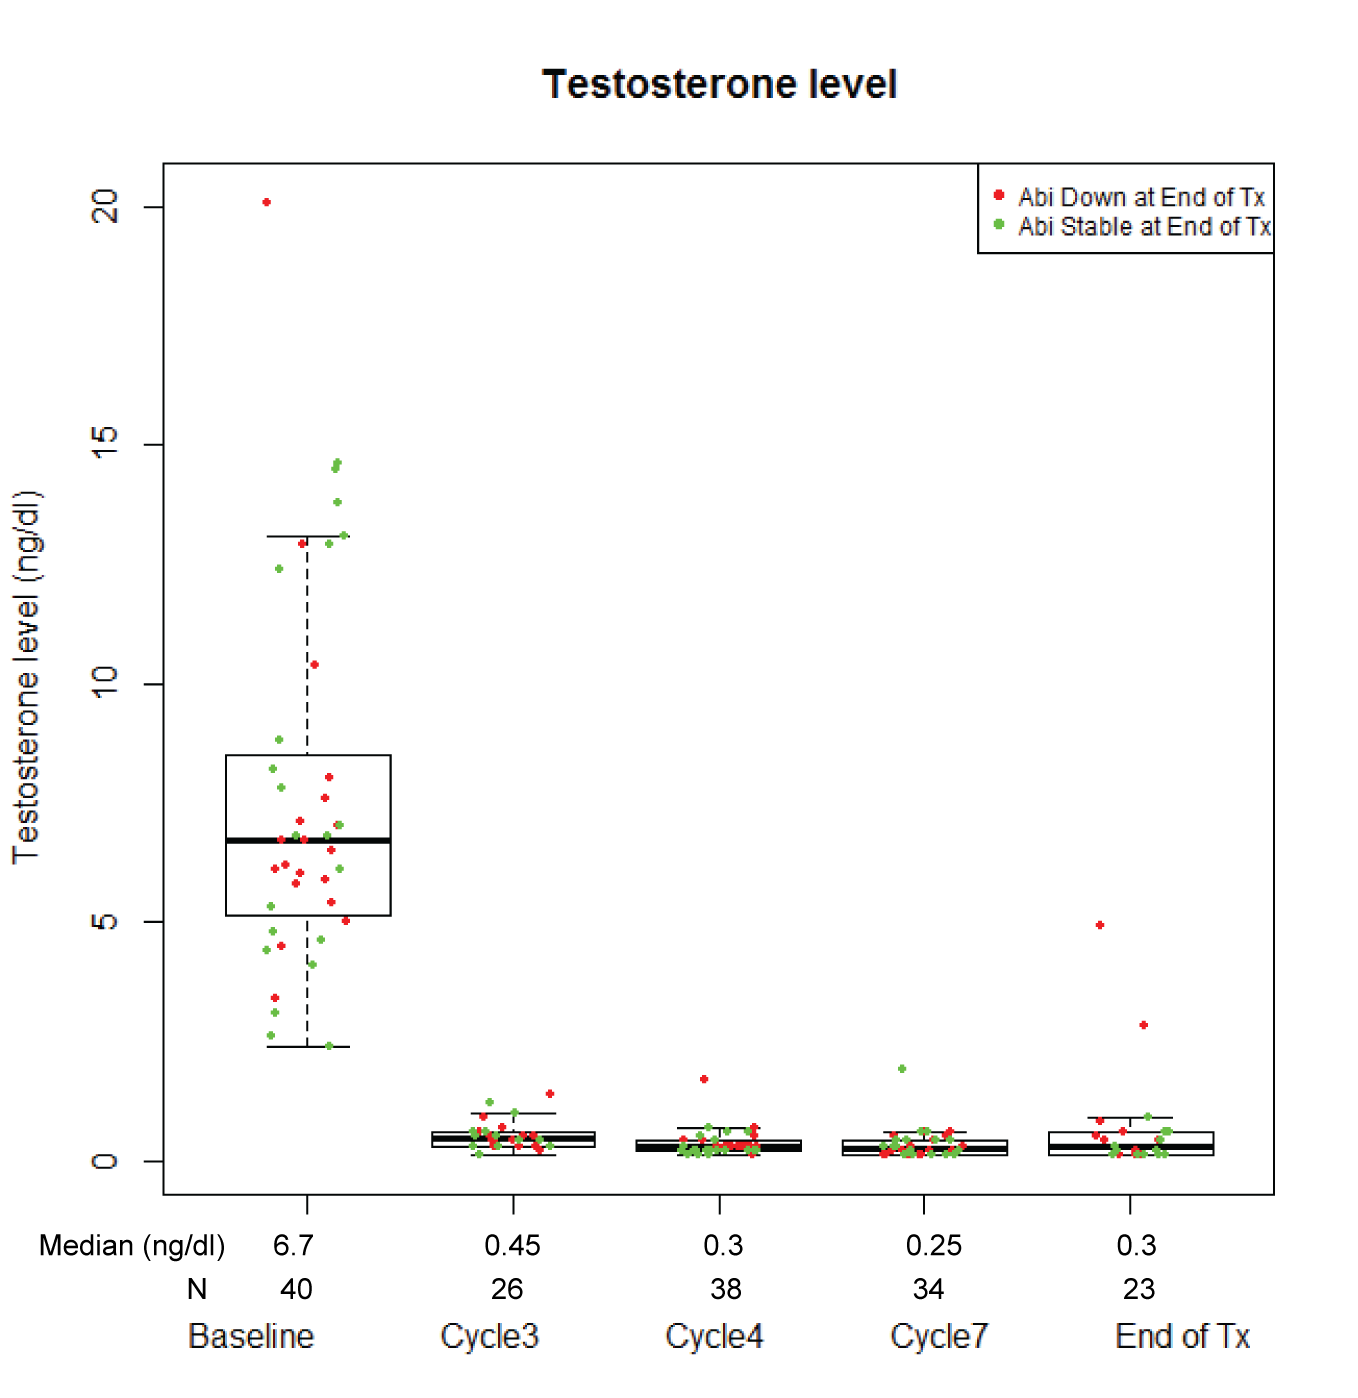 Testosterone level
Abi Down at End of Tx
Abi Stable at End of Tx
Testosterone level (ng/dl)
20
15
10
5
0
Median (ng/dl) 6.7 0.45 0.3 0.25 0.3
N 40 26 38 34 23
Baseline Cycle3 Cycle4 Cycle7 End of Tx